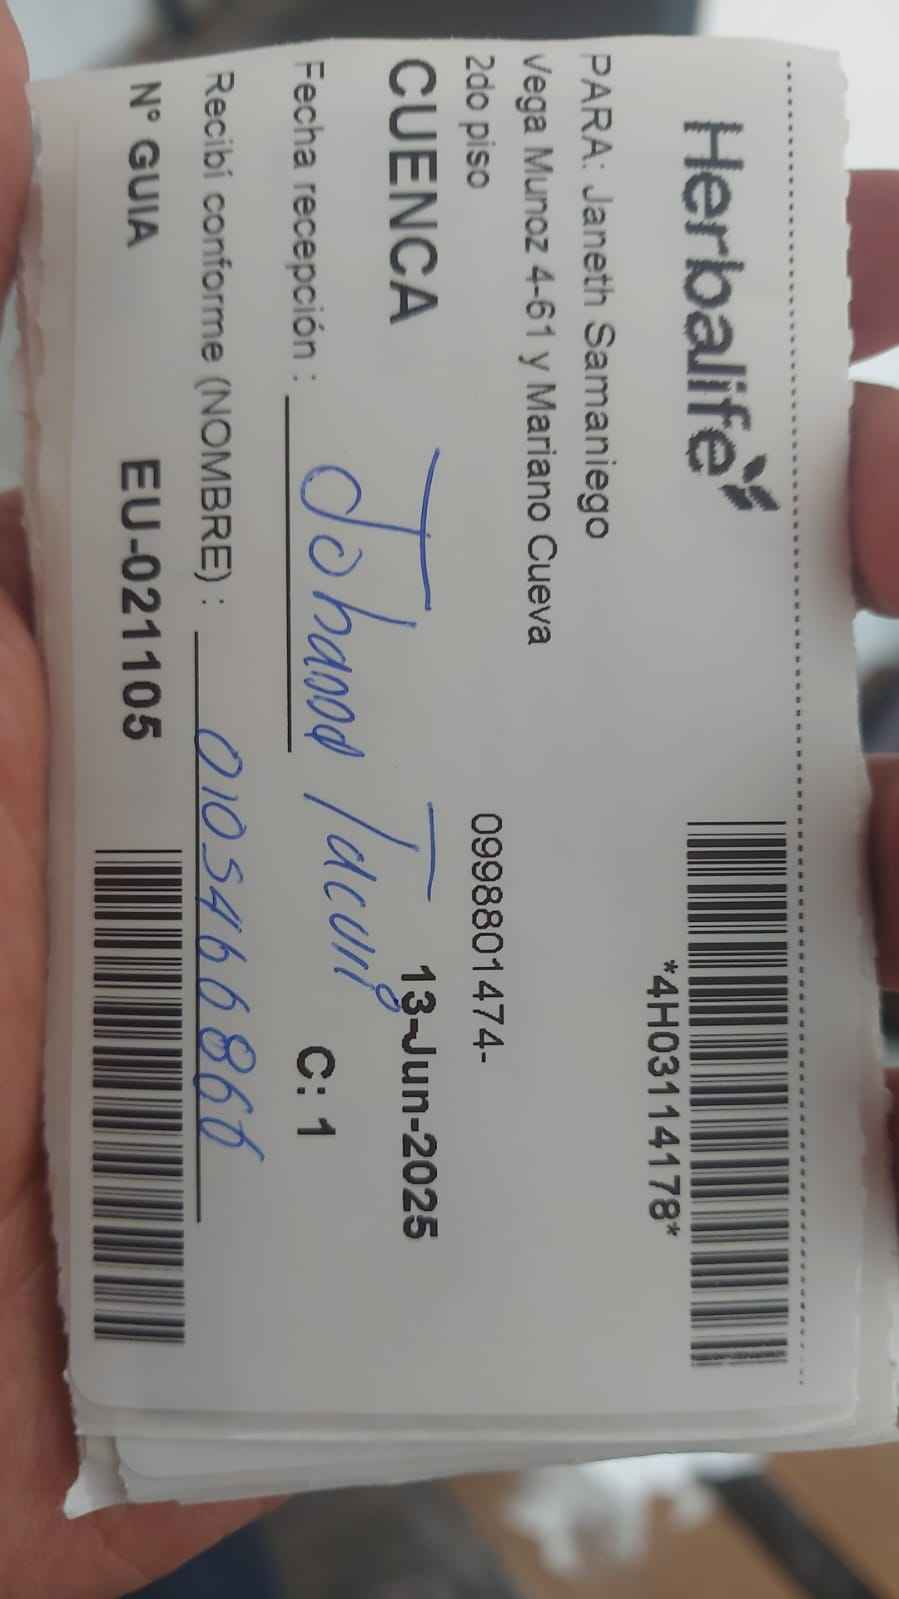 Herbalife
*4H03114178*
PARA: Janeth Samaniego
Vega Munoz 4-61 y Mariano Cueva
2do piso
0998801474-
CUENCA
13-Jun-2025
Fecha recepción :
Tacuri
C: 1
Recibí conforme (NOMBRE) :
0105466866
N° GUIA
EU-021105